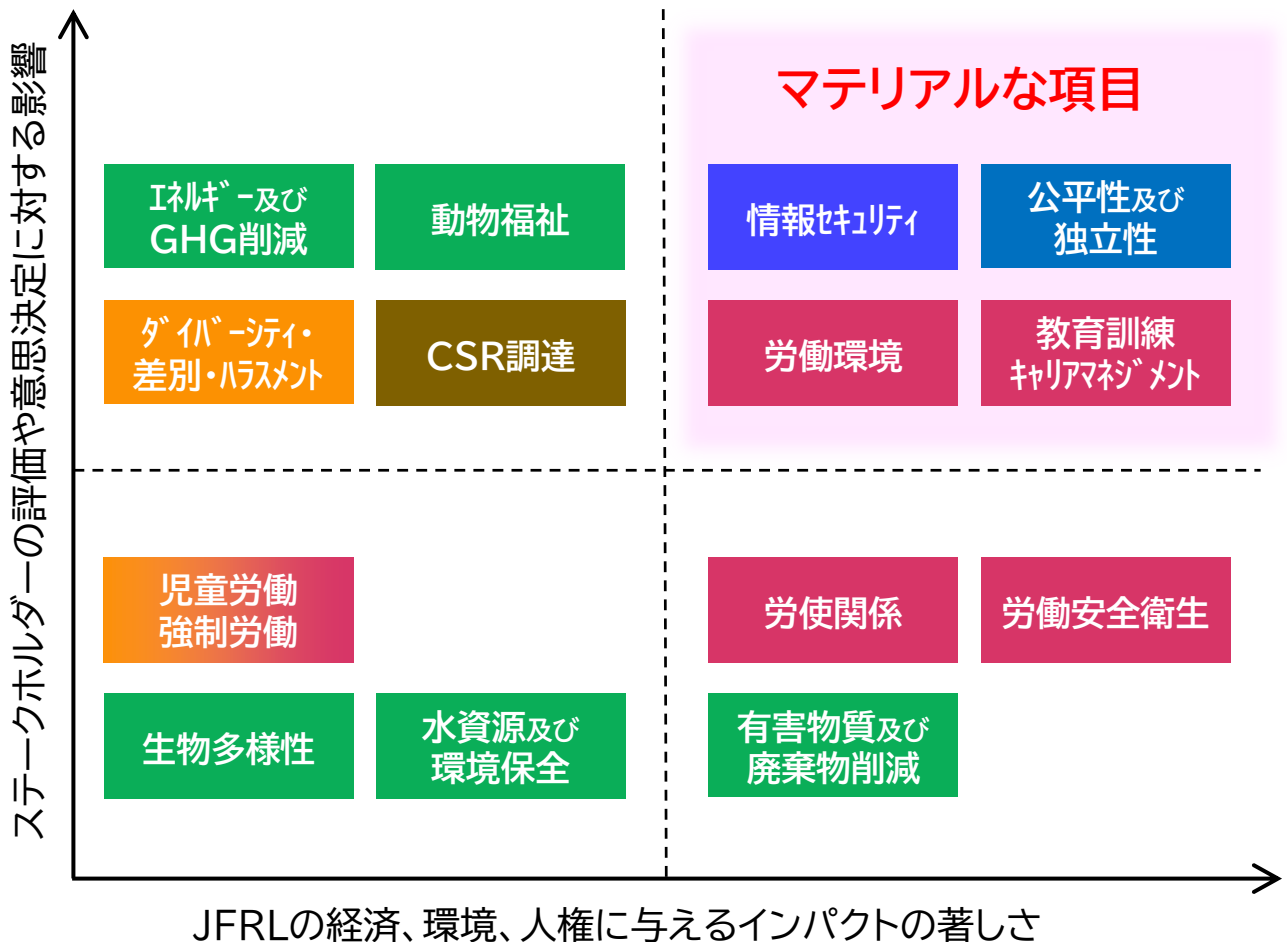 ステークホルダーの評価や意思決定に対する影響
マテリアルな項目
ｴﾈﾙｷﾞｰ及び
GHG削減
動物福祉
情報ｾｷｭﾘﾃｨ
公平性及び
独立性
ﾀﾞｲﾊﾞｰｼﾃｨ・
差別・ﾊﾗｽﾒﾝﾄ
CSR調達
労働環境
教育訓練
ｷｬﾘｱﾏﾈｼﾞﾒﾝﾄ
児童労働
強制労働
労使関係
労働安全衛生
生物多様性
水資源及び
環境保全
有害物質及び
廃棄物削減
JFRLの経済、環境、人権に与えるインパクトの著しさ